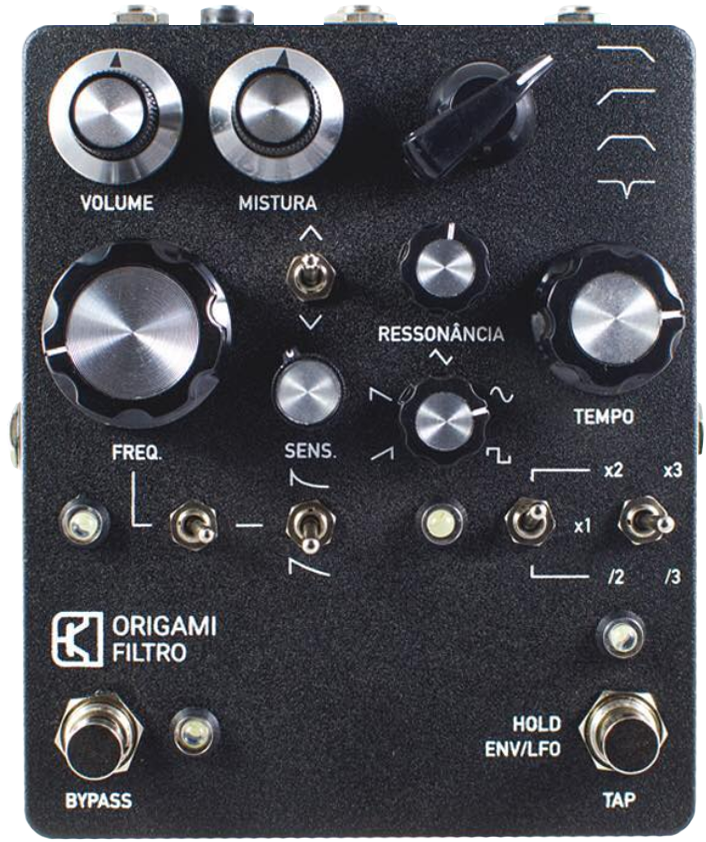 VOLUME
MISTURA
RESSONÂNCIA
TEMPO
FREQ.
SENS.
x2
x3
x1
/2
/3
ORIGAMI
FILTRO
HOLD
ENV/LFO
BYPASS
TAP